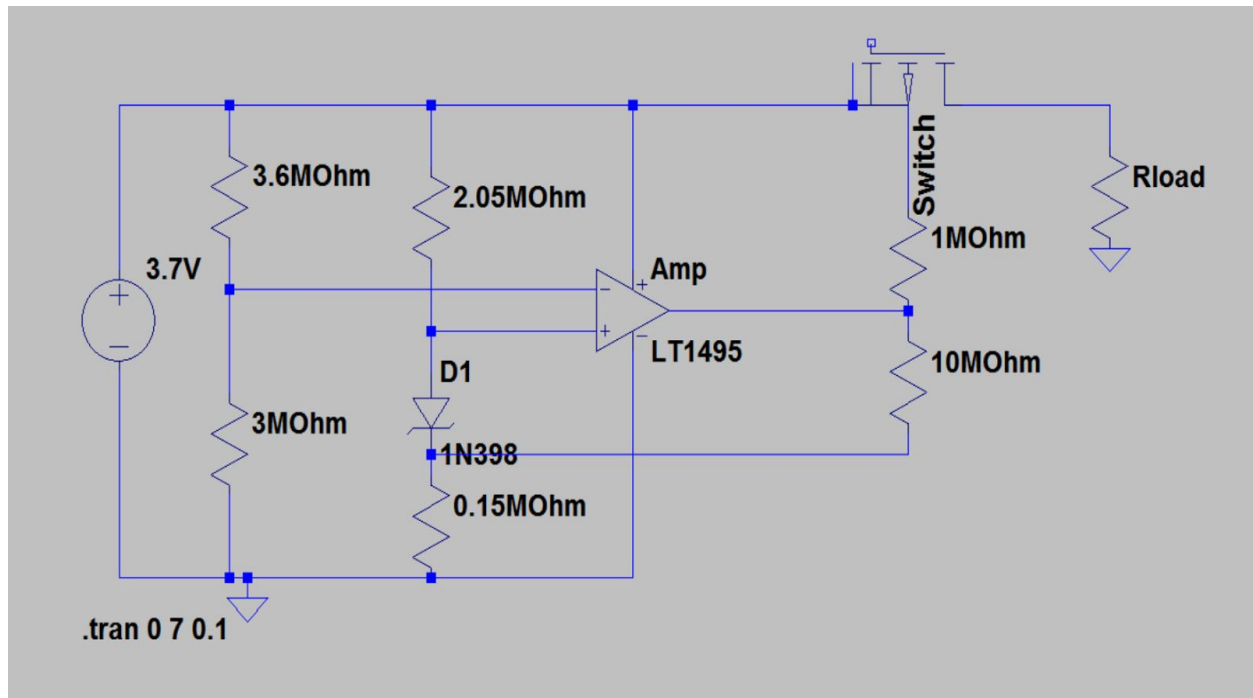 3.6MOhm
2.05MOhm
Switch
Rload
1MOhm
3.7V
Amp
LT1495
10MOhm
D1
3MOhm
1N398
0.15MOhm
.tran 0 7 0.1